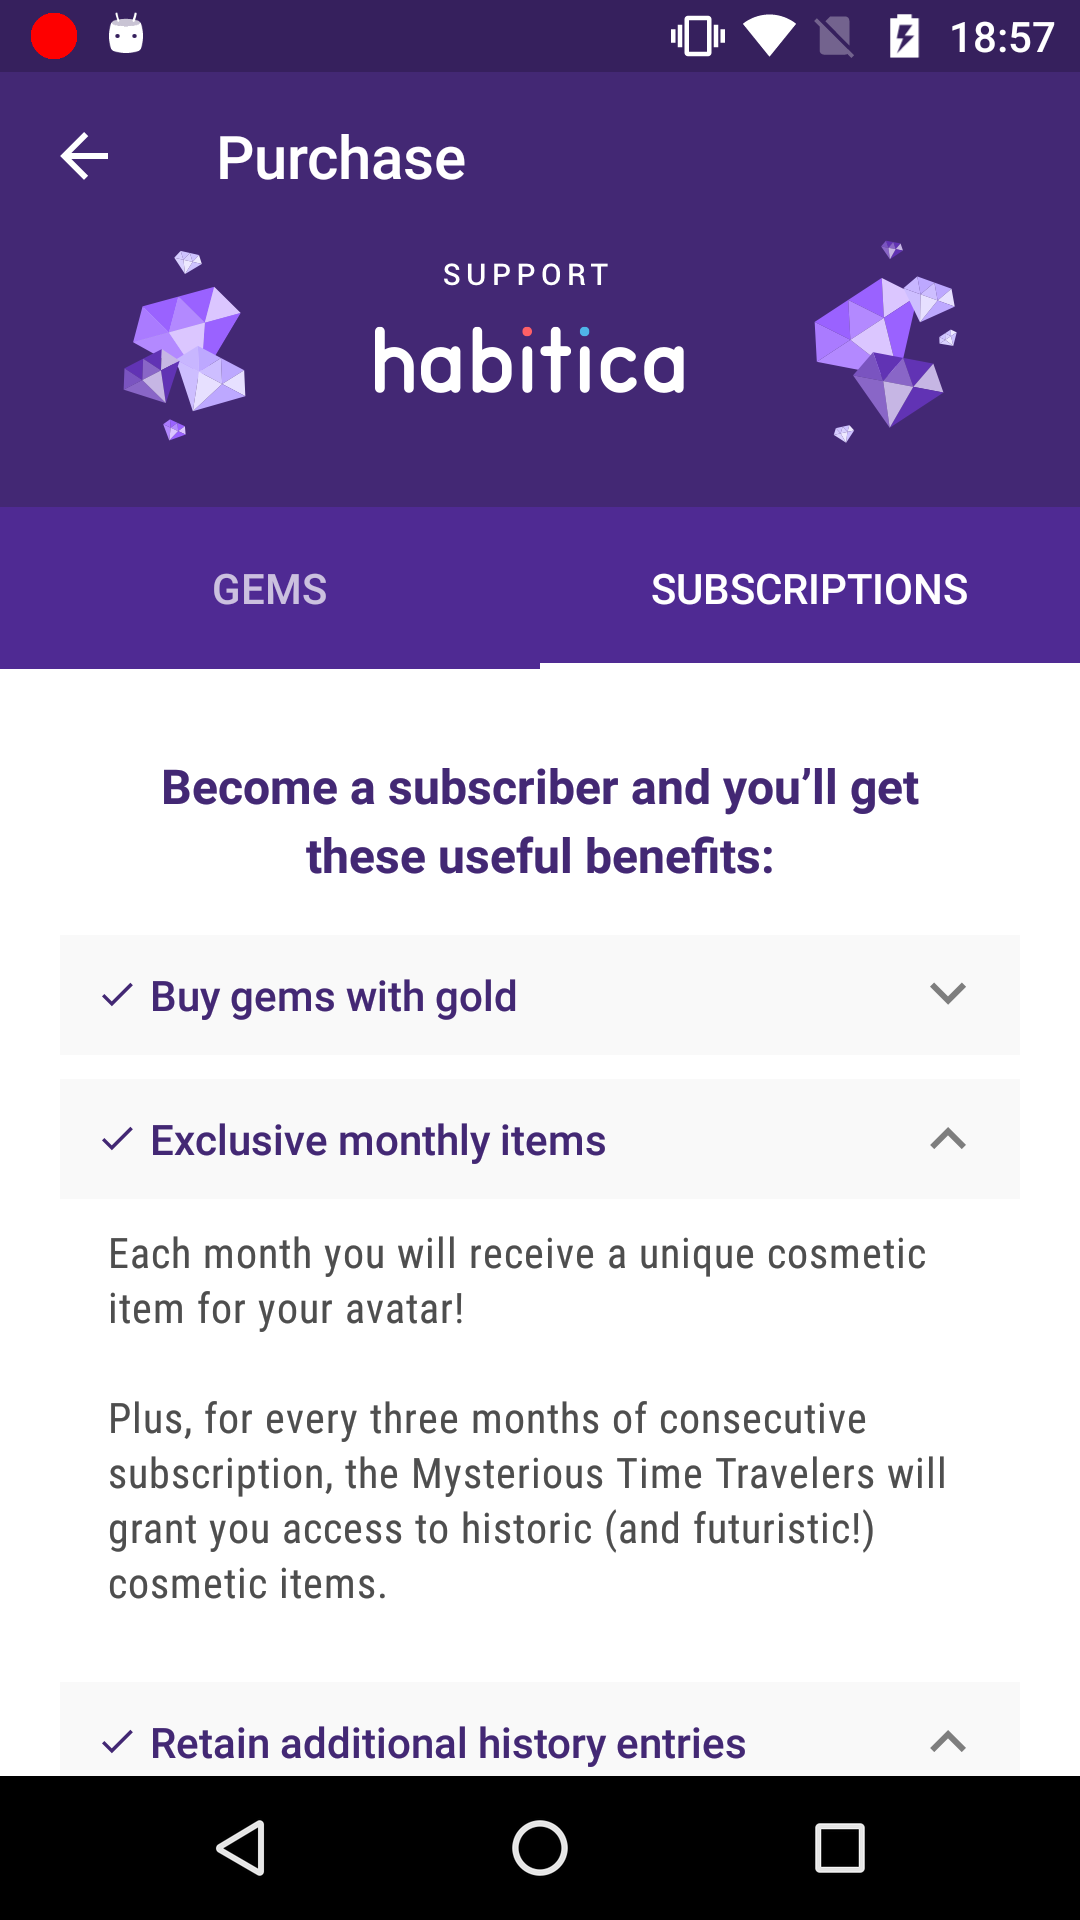 18:57
Purchase
SUPPORT
habitica
GEMS
SUBSCRIPTIONS
Become a subscriber and you’ll get
these useful benefits:
Buy gems with gold
Exclusive monthly items
Each month you will receive a unique cosmetic
item for your avatar!
Plus, for every three months of consecutive
subscription, the Mysterious Time Travelers will
grant you access to historic (and futuristic!)
cosmetic items.
Retain additional history entries